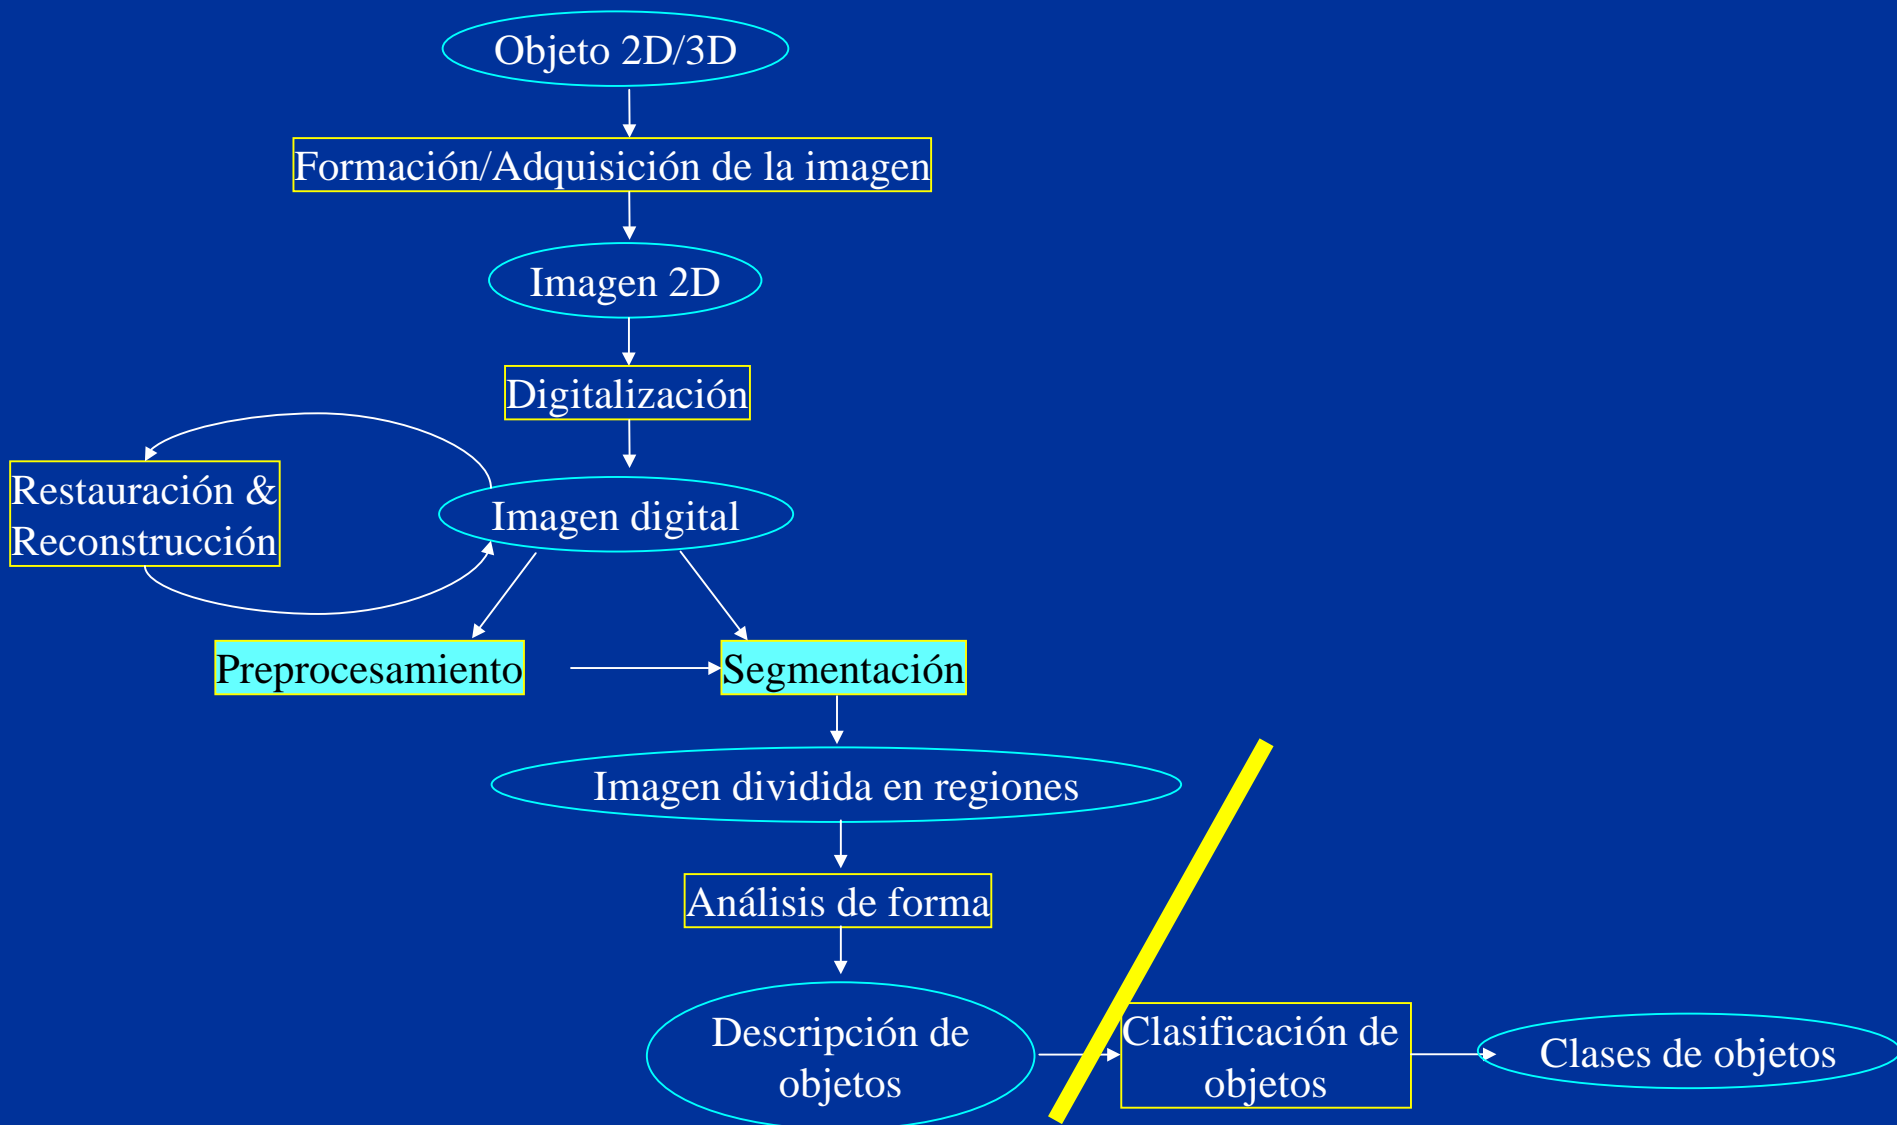 Objeto 2D/3D
Formación/Adquisición de la imagen
Imagen 2D
Digitalización
Restauración &
Reconstrucción
Imagen digital
Preprocesamiento
Segmentación
Imagen dividida en regiones
Análisis de forma
Descripción de
objetos
Clasificación de
objetos
Clases de objetos